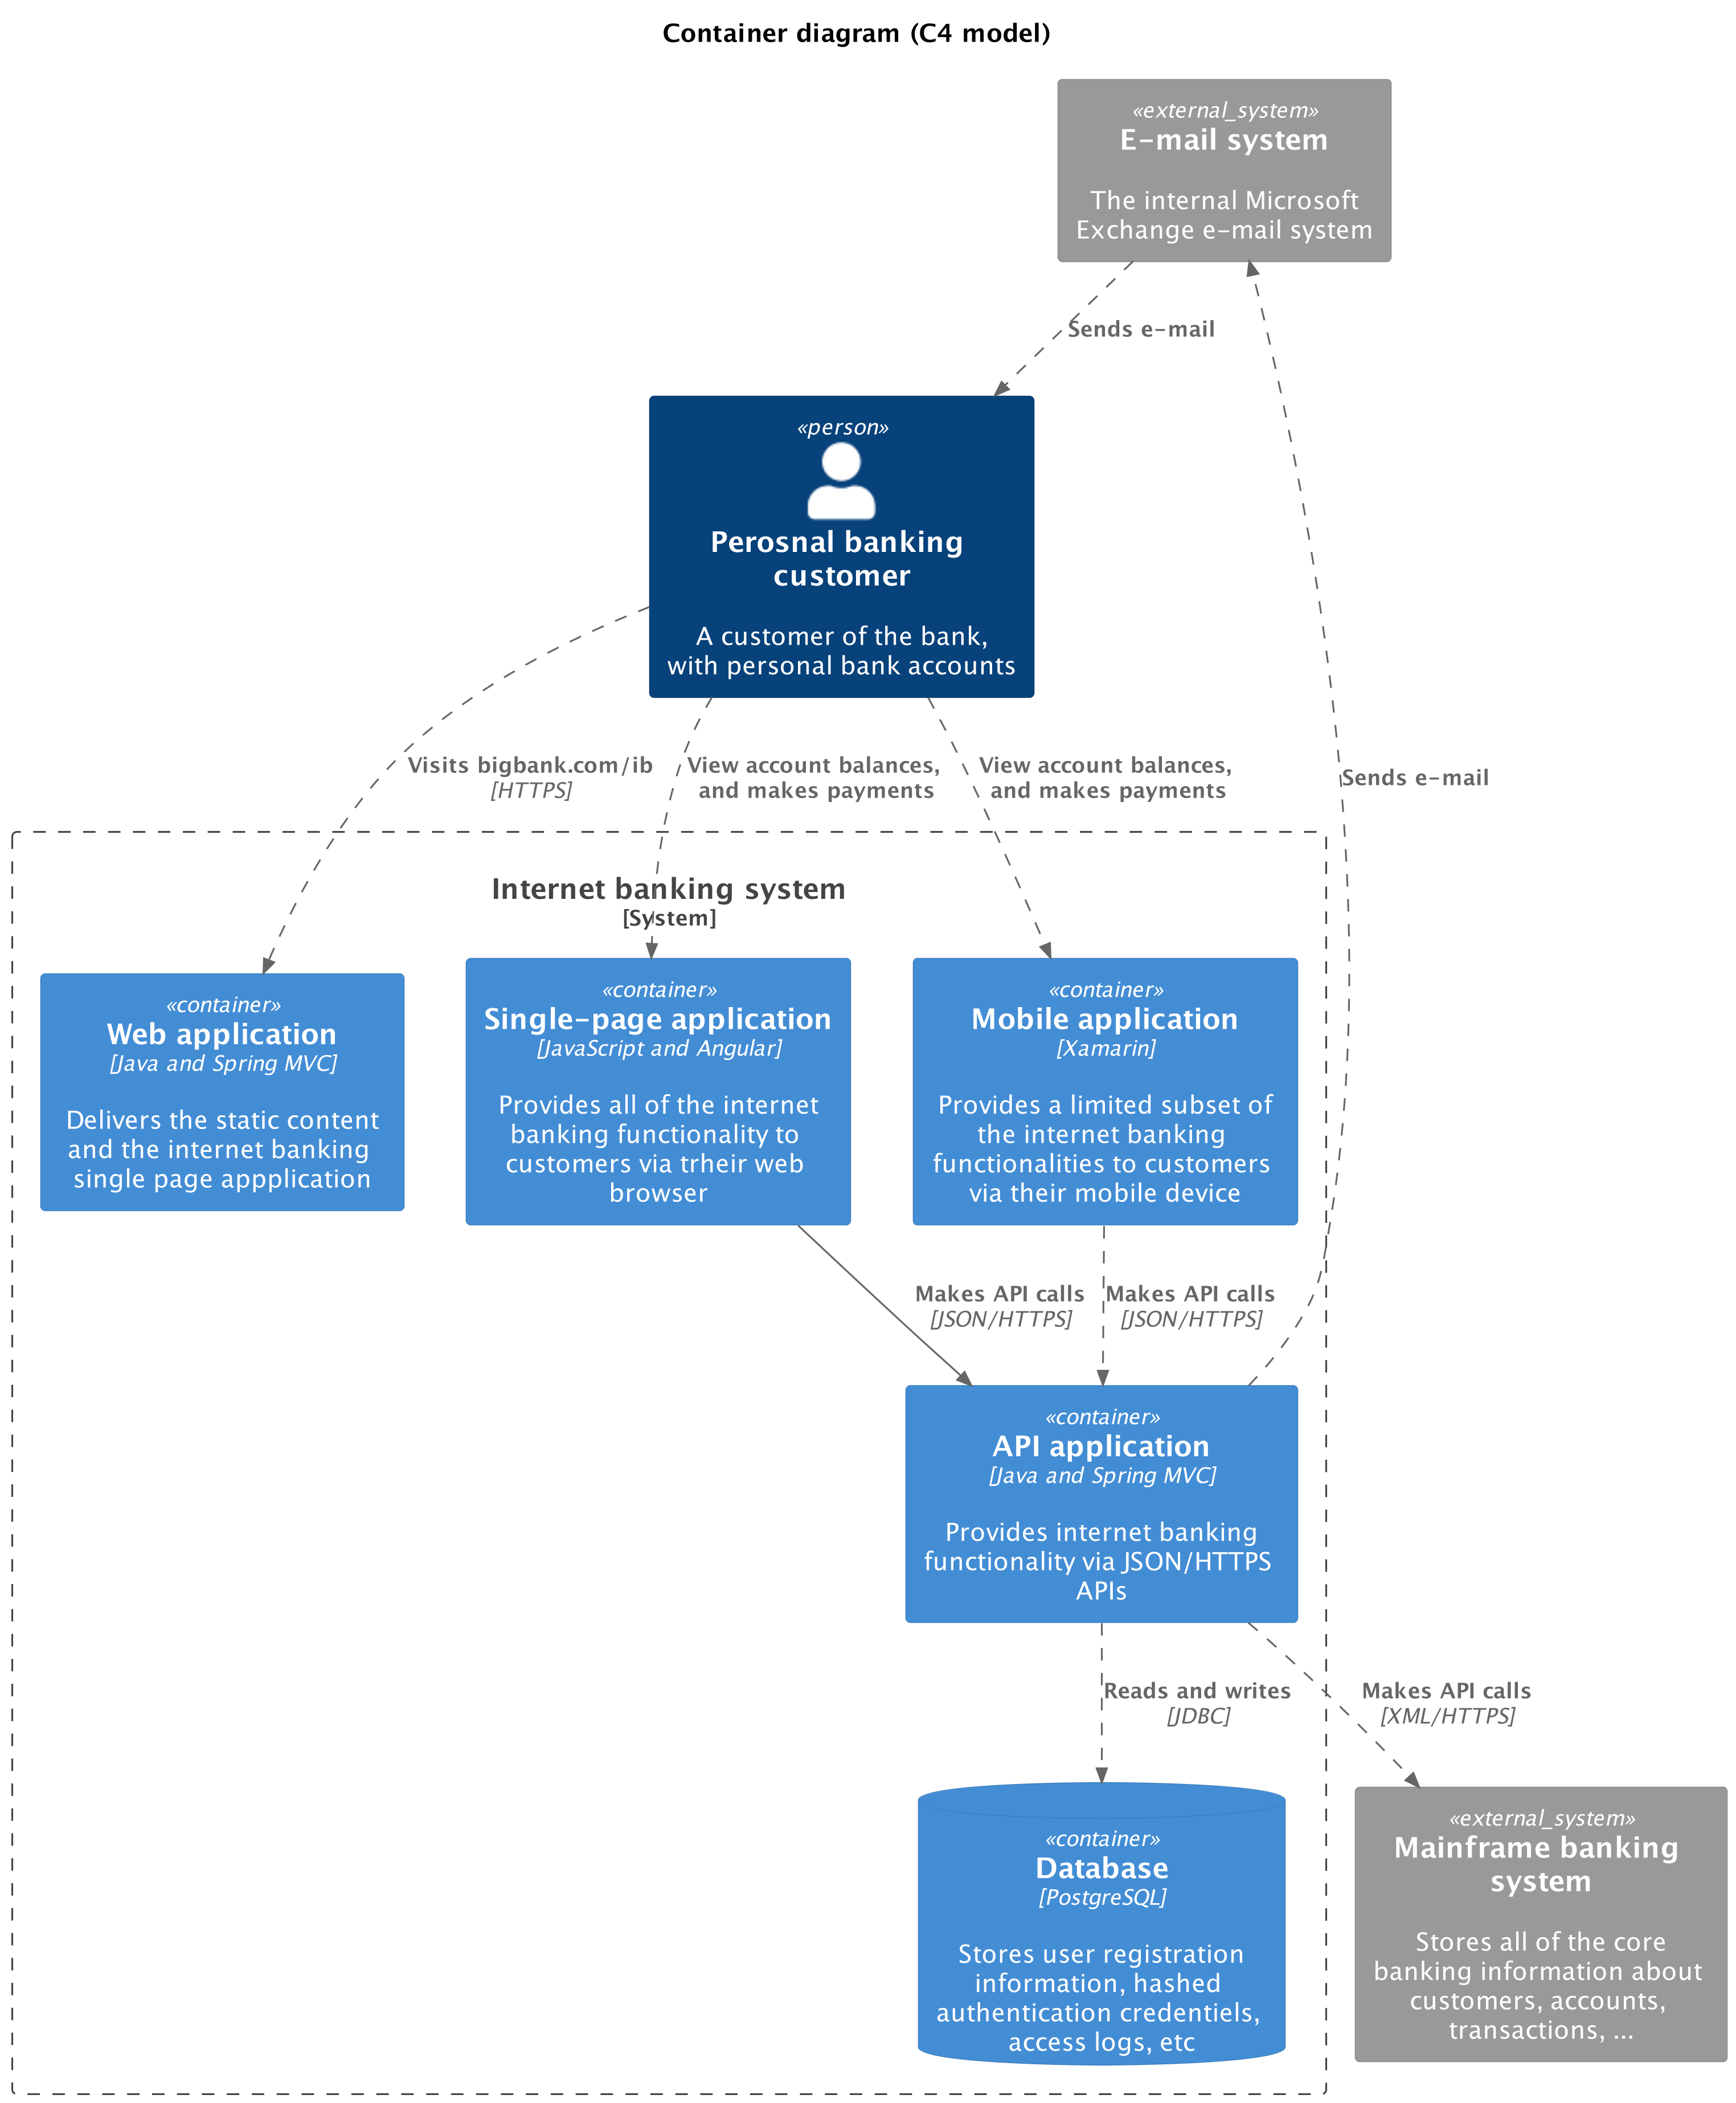 Container diagram (C4 model)
«external_system»
E-mail system
The internal Microsoft
Exchange e-mail system
Sends e-mail
«person»
Perosnal banking
customer
A customer of the bank,
with personal bank accounts
Visits bigbank.com/ib
[HTTPS]
View account balances,
and makes payments
View account balances,
and makes payments
Sends e-mail
Internet banking system
[System]
«container»
Web application
[Java and Spring MVC]
Delivers the static content
and the internet banking
single page appplication
«container»
Single-page application
[JavaScript and Angular]
Provides all of the internet
banking functionality to
customers via trheir web
browser
«container»
Mobile application
[Xamarin]
Provides a limited subset of
the internet banking
functionalities to customers
via their mobile device
Makes API calls
[JSON/HTTPS]
Makes API calls
[JSON/HTTPS]
«container»
API application
[Java and Spring MVC]
Provides internet banking
functionality via JSON/HTTPS
APIs
Reads and writes
[JDBC]
Makes API calls
[XML/HTTPS]
«container»
Database
[PostgreSQL]
Stores user registration
information, hashed
authentication credentiels,
access logs, etc
«external_system»
Mainframe banking
system
Stores all of the core
banking information about
customers, accounts,
transactions, ...